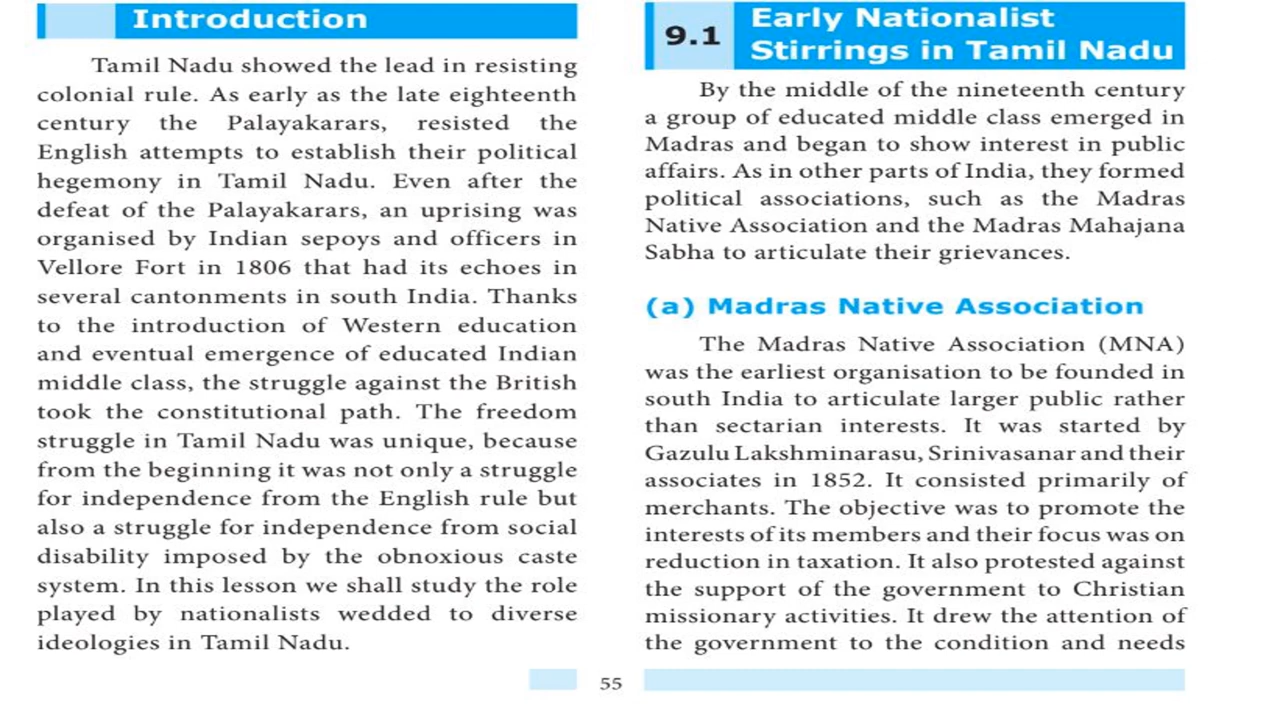 Introduction
Tamil Nadu showed the lead in resisting
colonial rule. As early as the late eighteenth
century the Palayakarars, resisted the
English attempts to establish their political
hegemony in Tamil Nadu. Even after the
defeat of the Palayakarars, an uprising was
organised by Indian sepoys and officers in
Vellore Fort in 1806 that had its echoes in
several cantonments in south India. Thanks
to the introduction of Western education
and eventual emergence of educated Indian
middle class, the struggle against the British
took the constitutional path. The freedom
struggle in Tamil Nadu was unique, because
from the beginning it was not only a struggle
for independence from the English rule but
also a struggle for independence from social
disability imposed by the obnoxious caste
system. In this lesson we shall study the role
played by nationalists wedded to diverse
ideologies in Tamil Nadu.
9.1
Early Nationalist
Stirrings in Tamil Nadu
By the middle of the nineteenth century
a group of educated middle class emerged in
Madras and began to show interest in public
affairs. As in other parts of India, they formed
political associations, such as the Madras
Native Association and the Madras Mahajana
Sabha to articulate their grievances.
(a) Madras Native Association
The Madras Native Association (MNA)
was the earliest organisation to be founded in
south India to articulate larger public rather
than sectarian interests. It was started by
Gazulu Lakshminarasu, Srinivasanar and their
associates in 1852. It consisted primarily of
merchants. The objective was to promote the
interests of its members and their focus was on
reduction in taxation. It also protested against
the support of the government to Christian
missionary activities. It drew the attention of
the government to the condition and needs
55